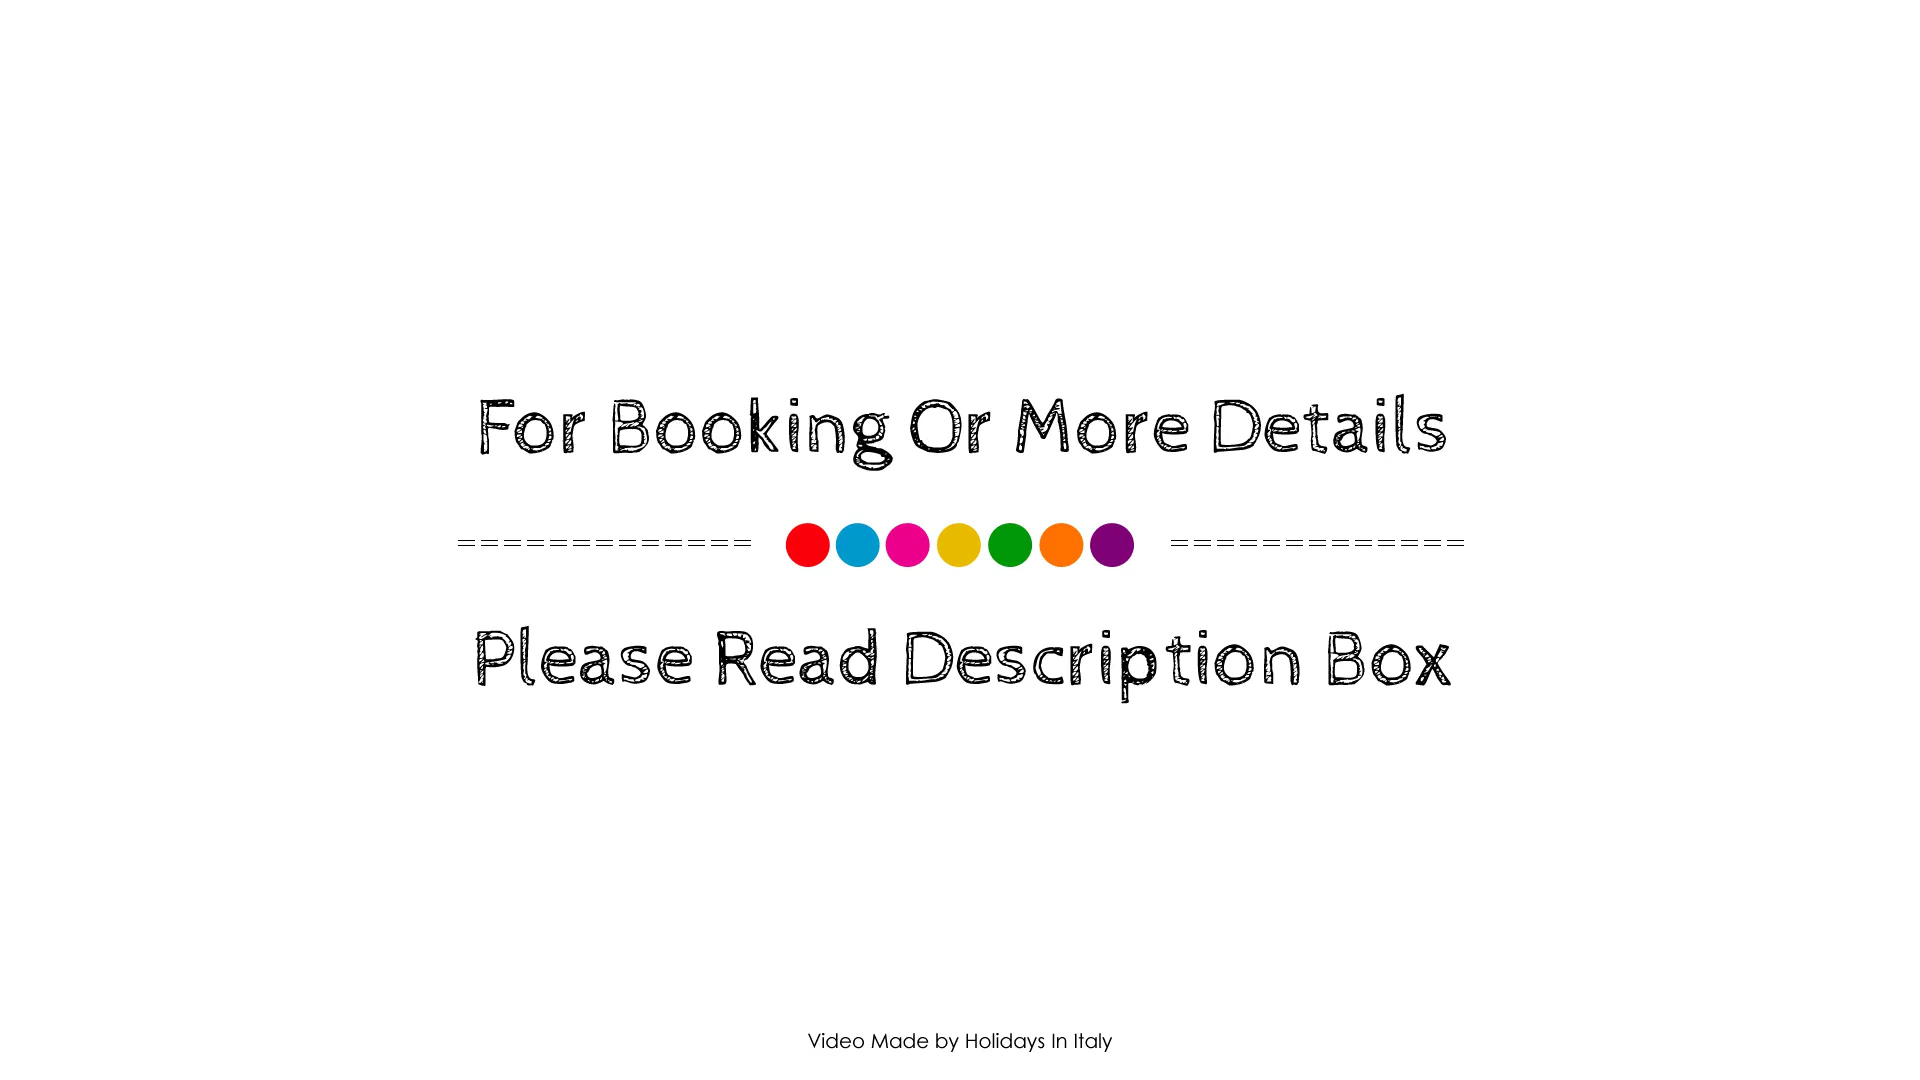 For Booking Or More Details
============= =============
Please Read Description Box
Video Made by Holidays In Italy